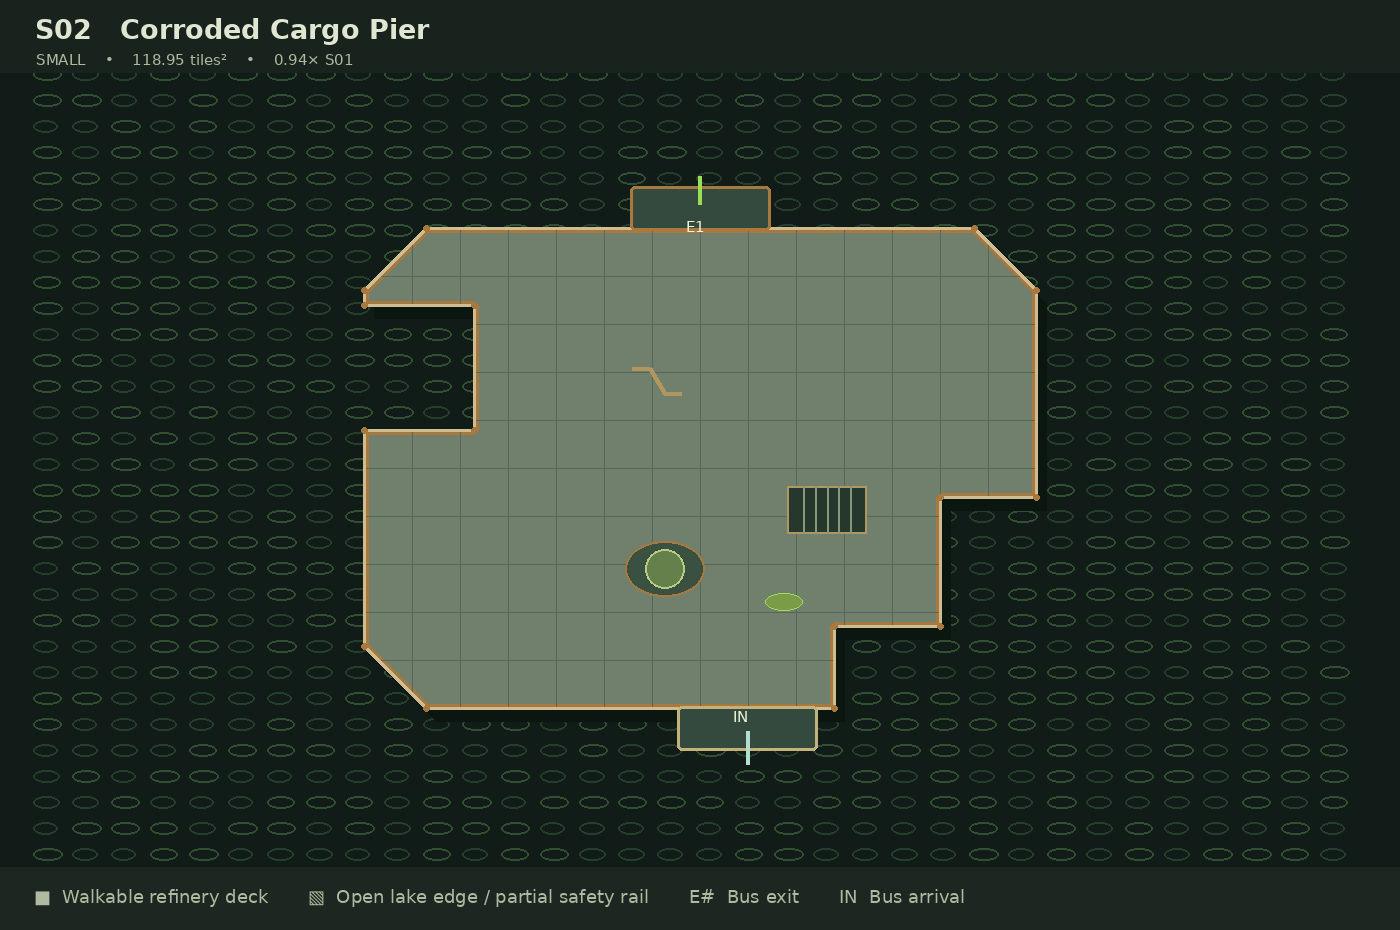 S02 Corroded Cargo Pier
SMALL • 118.95 tiles² • 0.94× S01
E1
IN
■ Walkable refinery deck ▧ Open lake edge / partial safety rail E# Bus exit IN Bus arrival